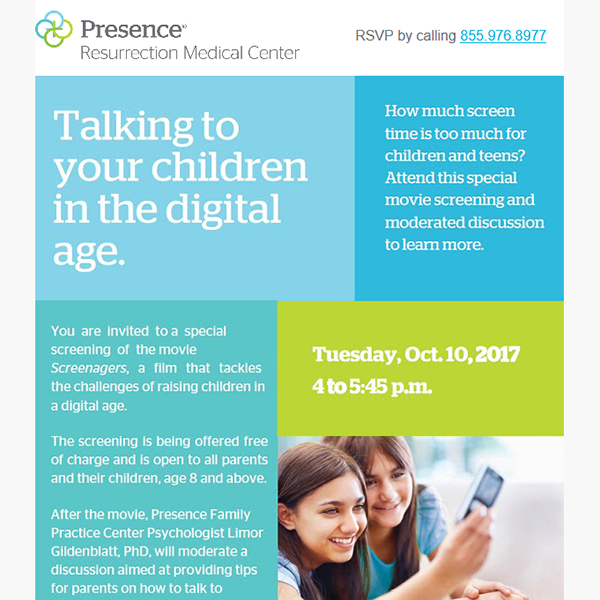 Presence®
Resurrection Medical Center
RSVP by calling 855.976.8977
Talking to
your children
in the digital
age.
How much screen
time is too much for
children and teens?
Attend this special
movie screening and
moderated discussion
to learn more.
You are invited to a special
screening of the movie
Screenagers, a film that tackles
the challenges of raising children in
a digital age.
The screening is being offered free
of charge and is open to all parents
and their children, age 8 and above.
After the movie, Presence Family
Practice Center Psychologist Limor
Gildenblatt, PhD, will moderate a
discussion aimed at providing tips
for parents on how to talk to
Tuesday, Oct. 10, 2017
4 to 5:45 p.m.